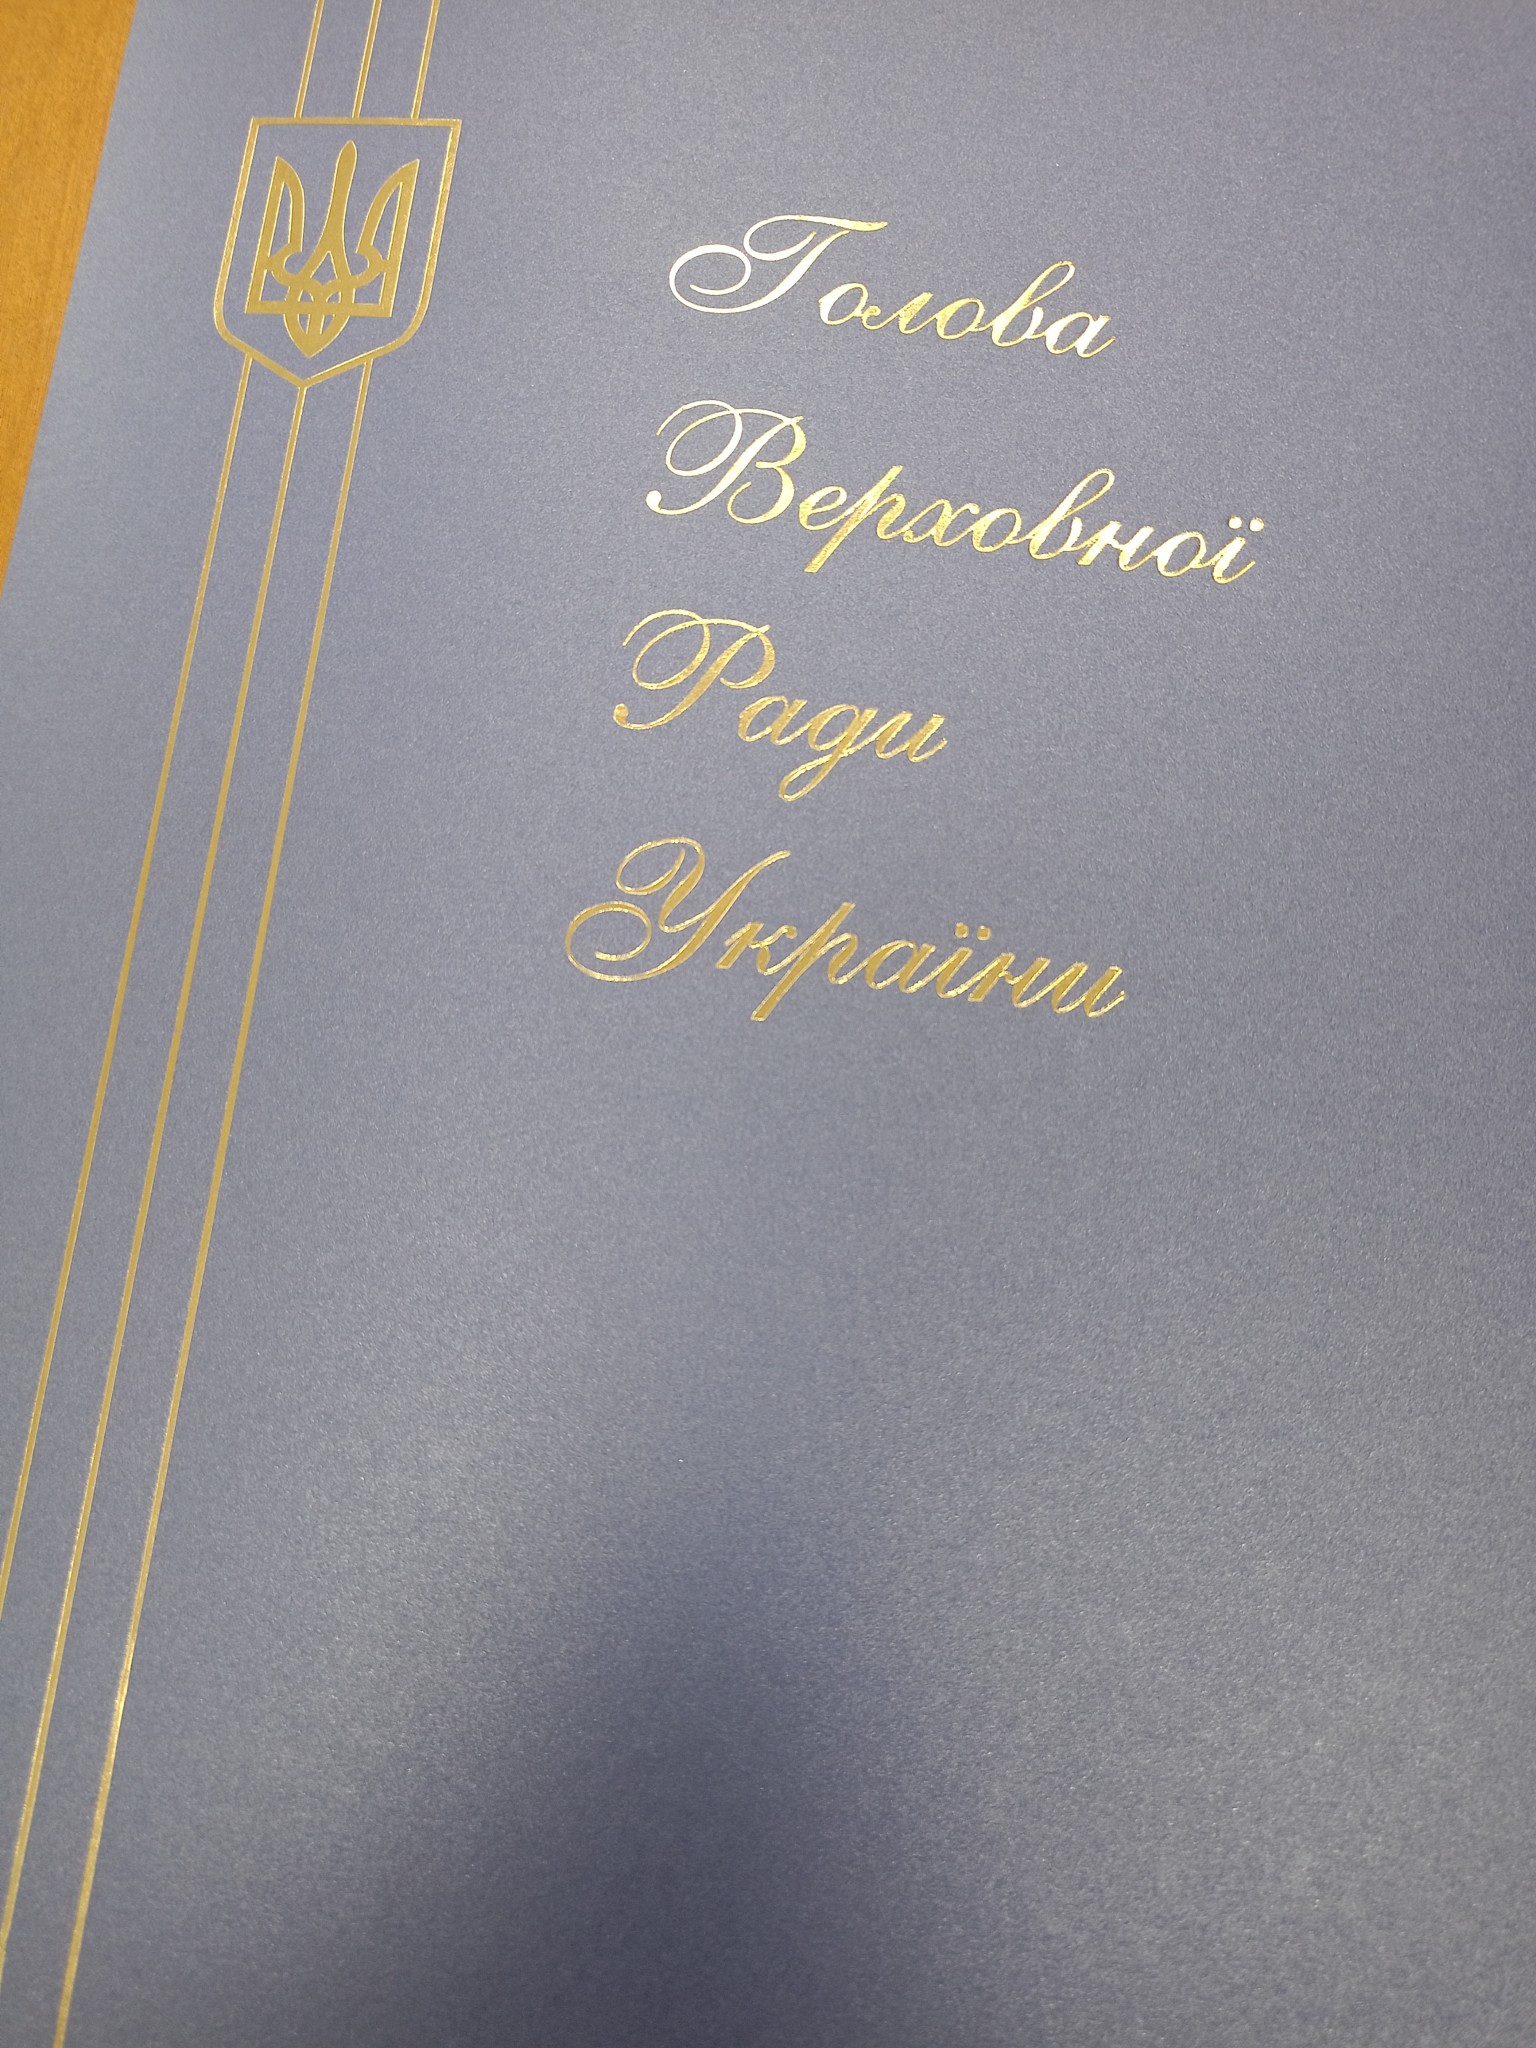 Голова
Верховної
Ради
України